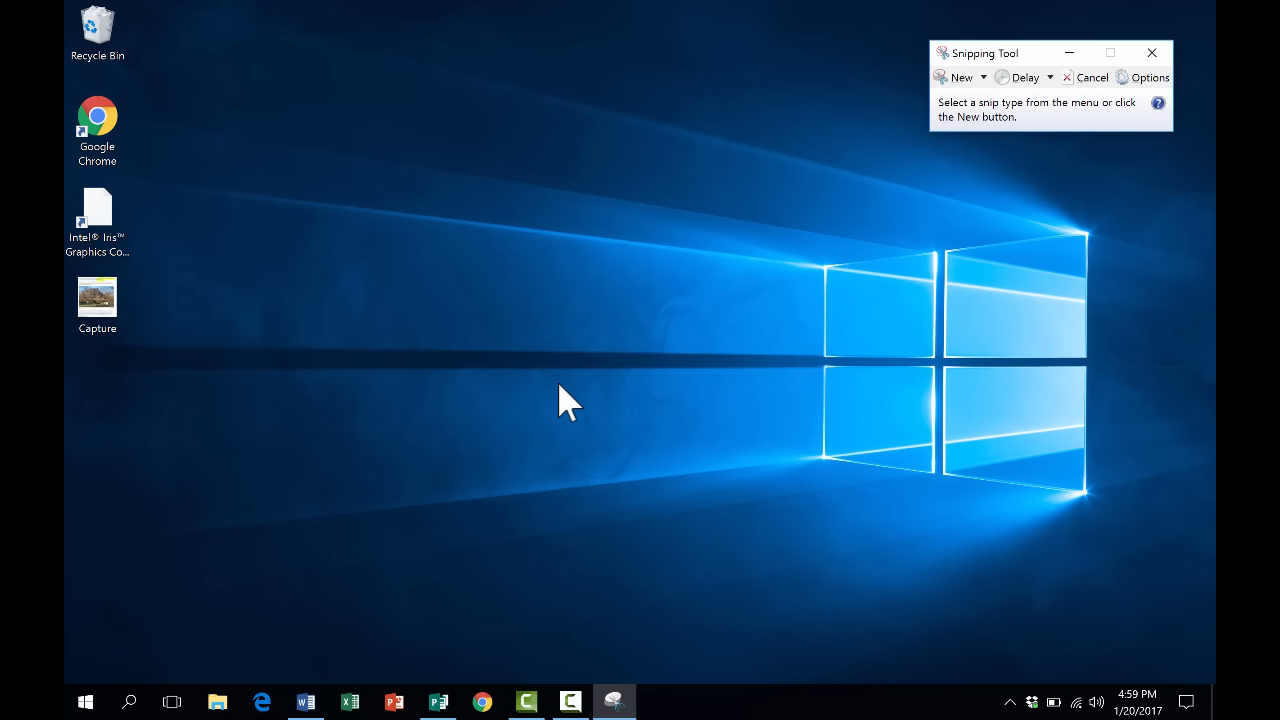 Recycle Bin
Google
Chrome
Intel® Iris™
Graphics Co...
Capture
Snipping Tool
New Delay Cancel Options
Select a snip type from the menu or click
the New button.
4:59 PM
1/20/2017